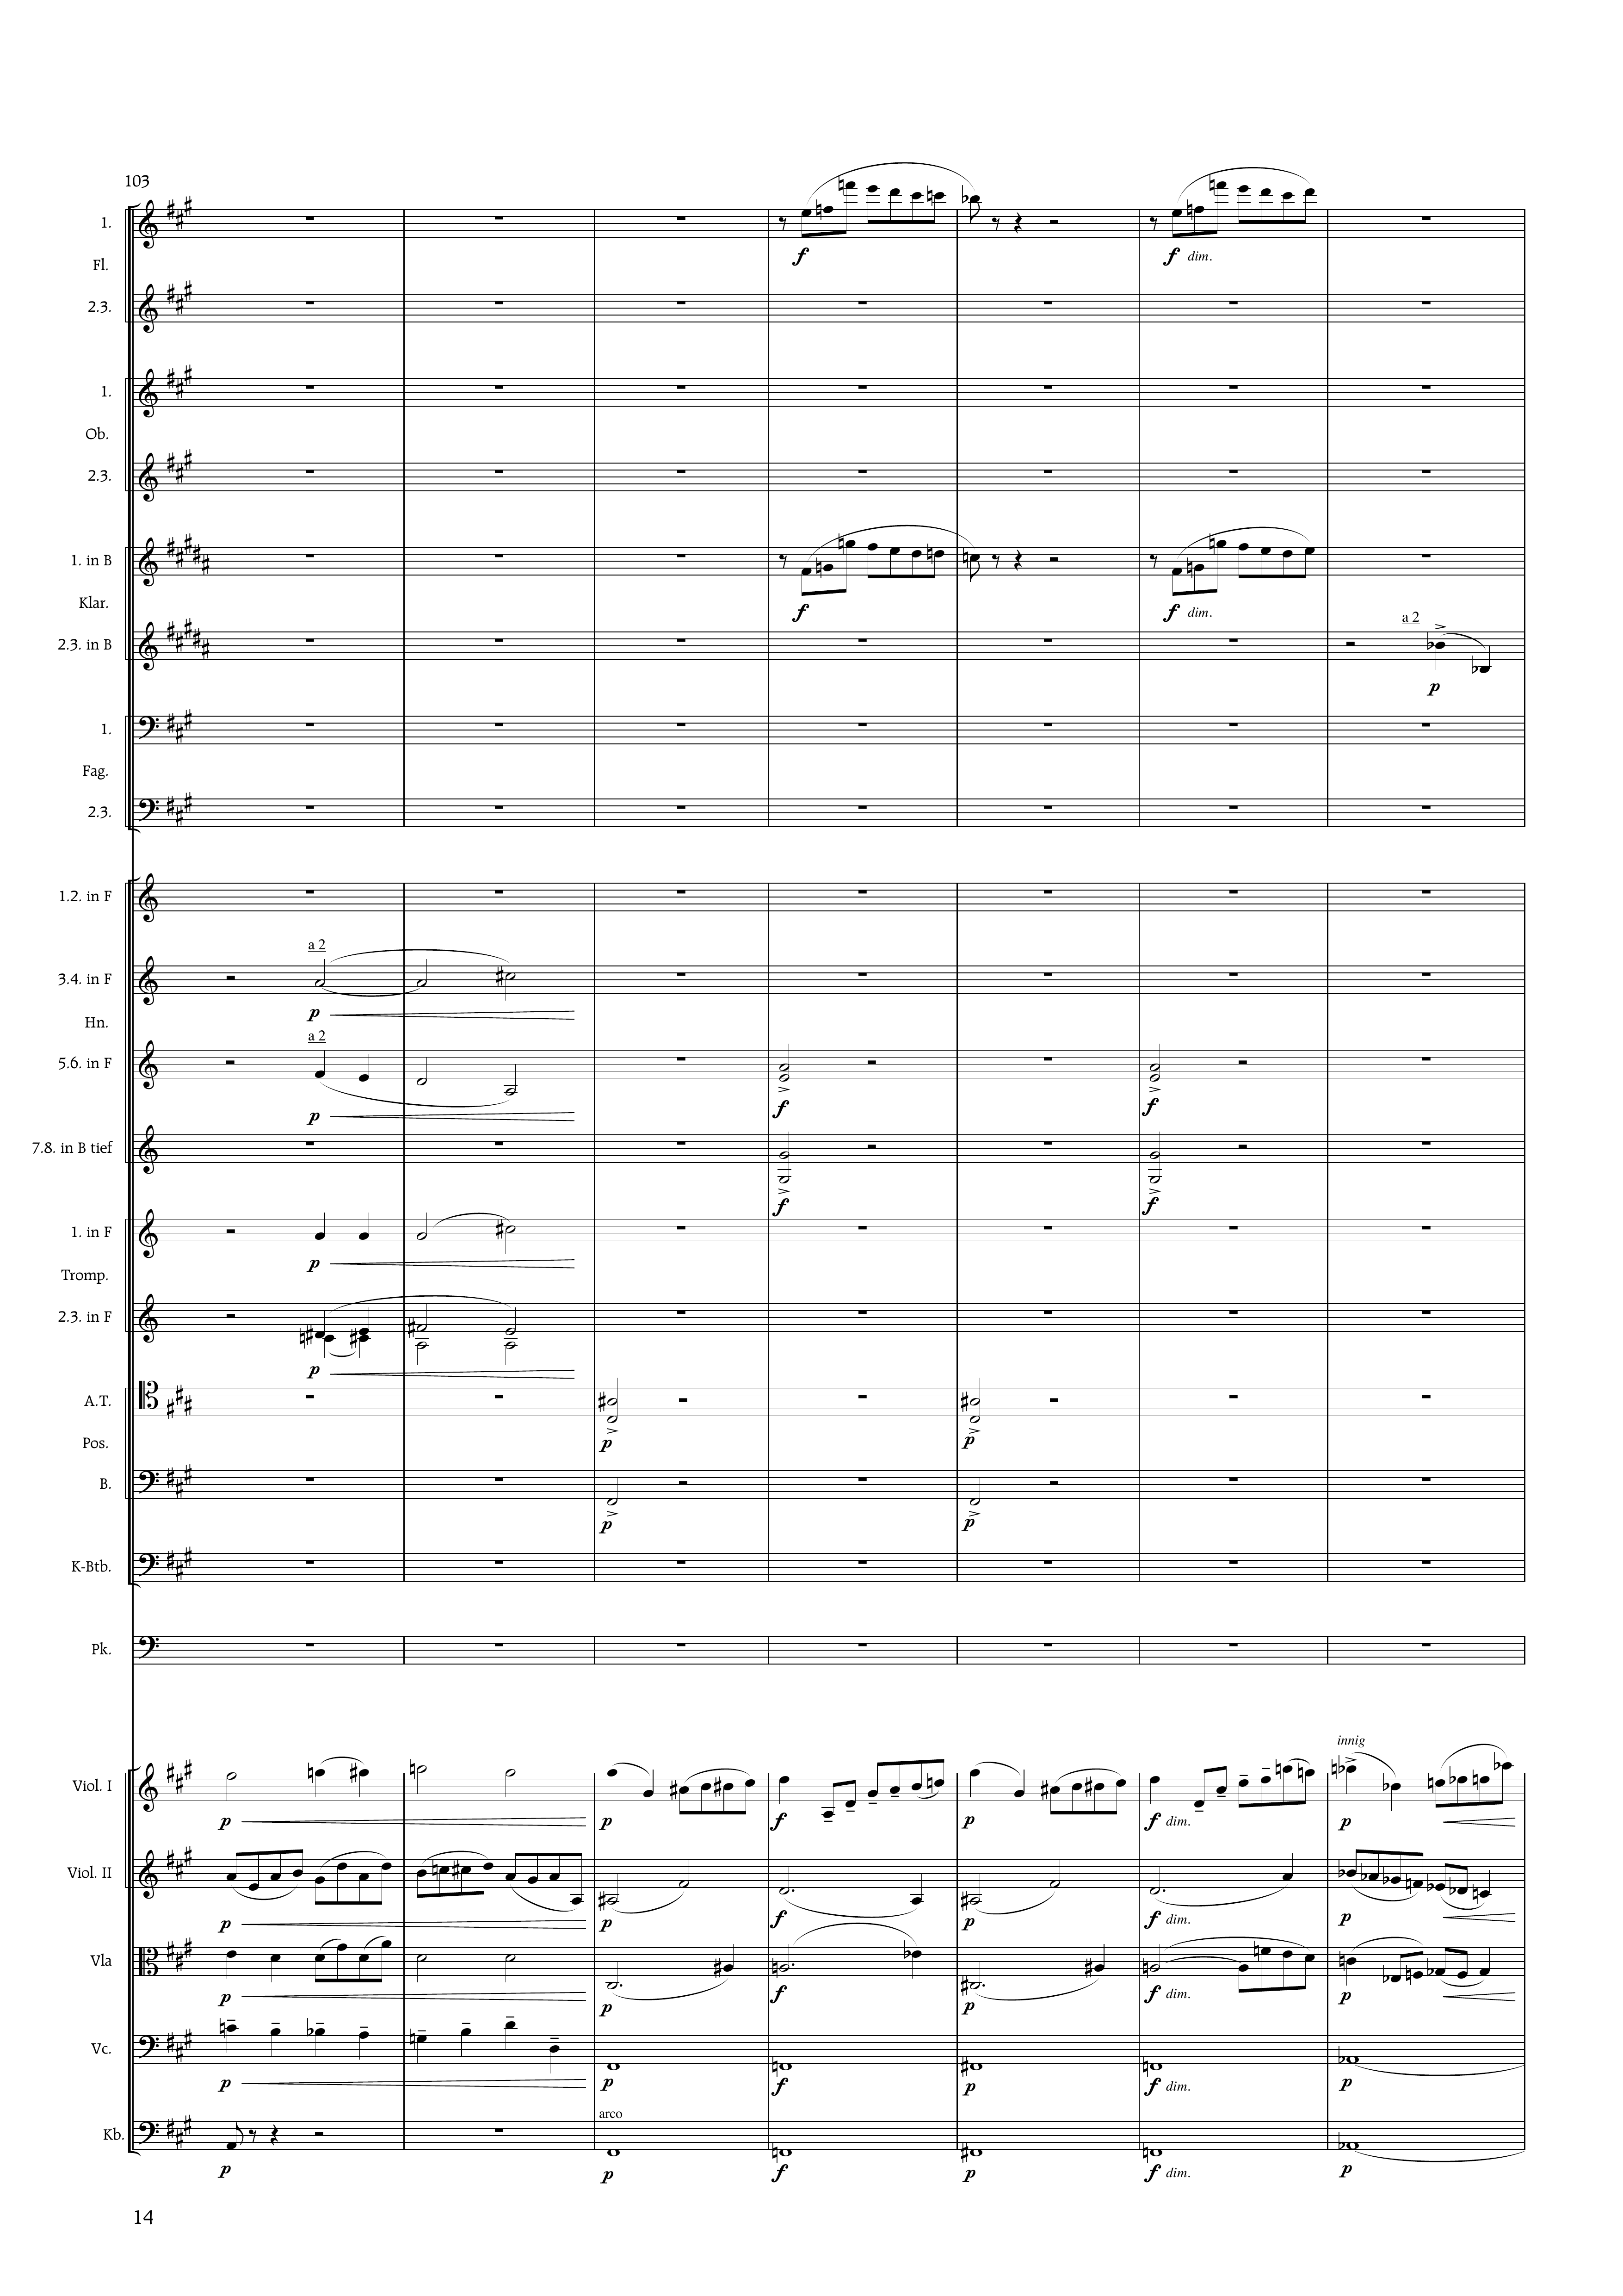 103
1.
Fl.
f
f dim.
2.3.
1.
Ob.
2.3.
1. in B
f
f dim.
Klar.
2.3. in B
a 2
p
1.
Fag.
2.3.
1.2. in F
a 2
3.4. in F
p
Hn.
a 2
5.6. in F
p
f
f
7.8. in B tief
f
f
1. in F
p
Tromp.
2.3. in F
p
A.T.
p
p
Pos.
B.
p
p
K-Btb.
Pk.
innig
Viol. I
p
p
f
p
f dim.
p
Viol. II
p
p
f
p
f dim.
p
Vla
p
p
f
p
f dim.
p
Vc.
p
p
f
p
f dim.
p
arco
Kb.
p
p
f
p
f dim.
p
14